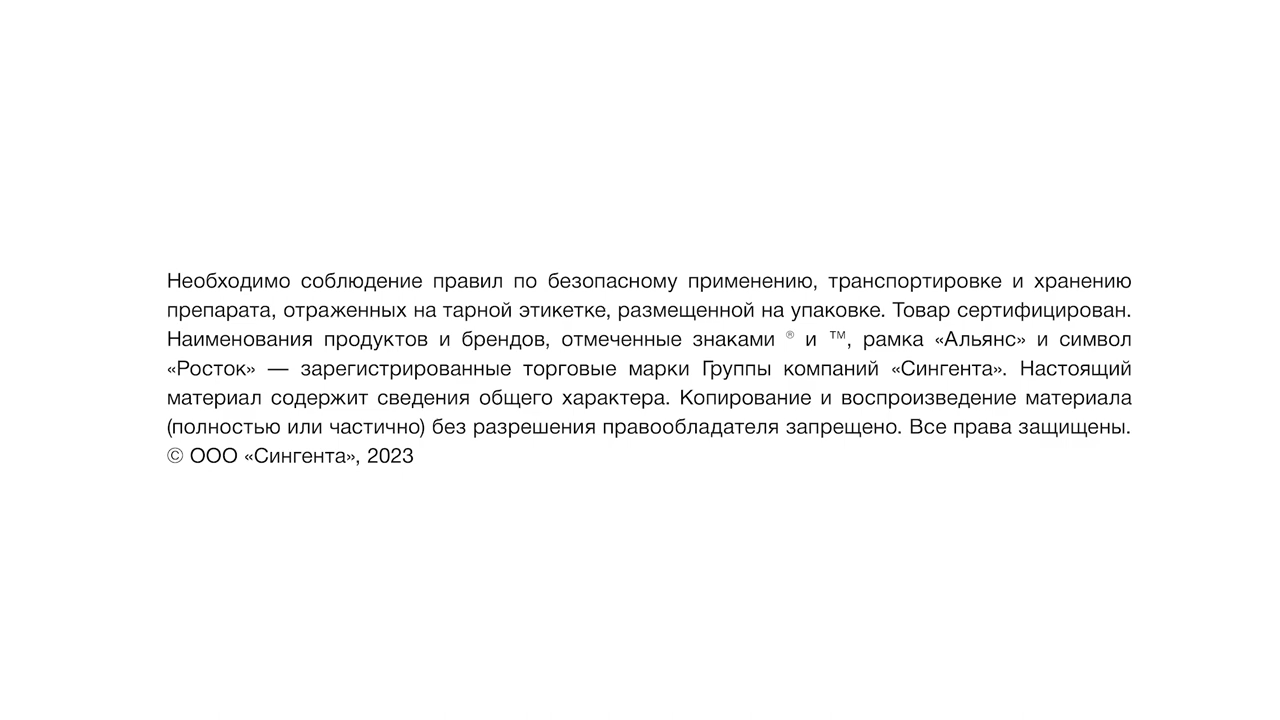 Необходимо соблюдение правил по безопасному применению, транспортировке и хранению
препарата, отраженных на тарной этикетке, размещенной на упаковке. Товар сертифицирован.
Наименования продуктов и брендов, отмеченные знаками ® и ™, рамка «Альянс» и символ
«Росток» — зарегистрированные торговые марки Группы компаний «Сингента». Настоящий
материал содержит сведения общего характера. Копирование и воспроизведение материала
(полностью или частично) без разрешения правообладателя запрещено. Все права защищены.
© ООО «Сингента», 2023